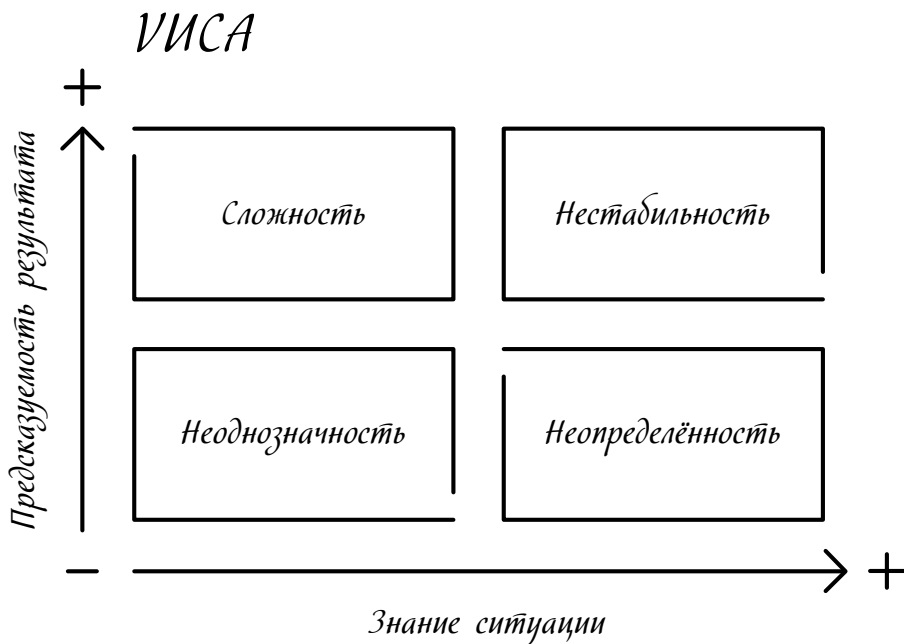 VUCA
+
Предсказуемость результата
Сложность
Нестабильность
Неоднозначность
Неопределённость
− +
Знание ситуации